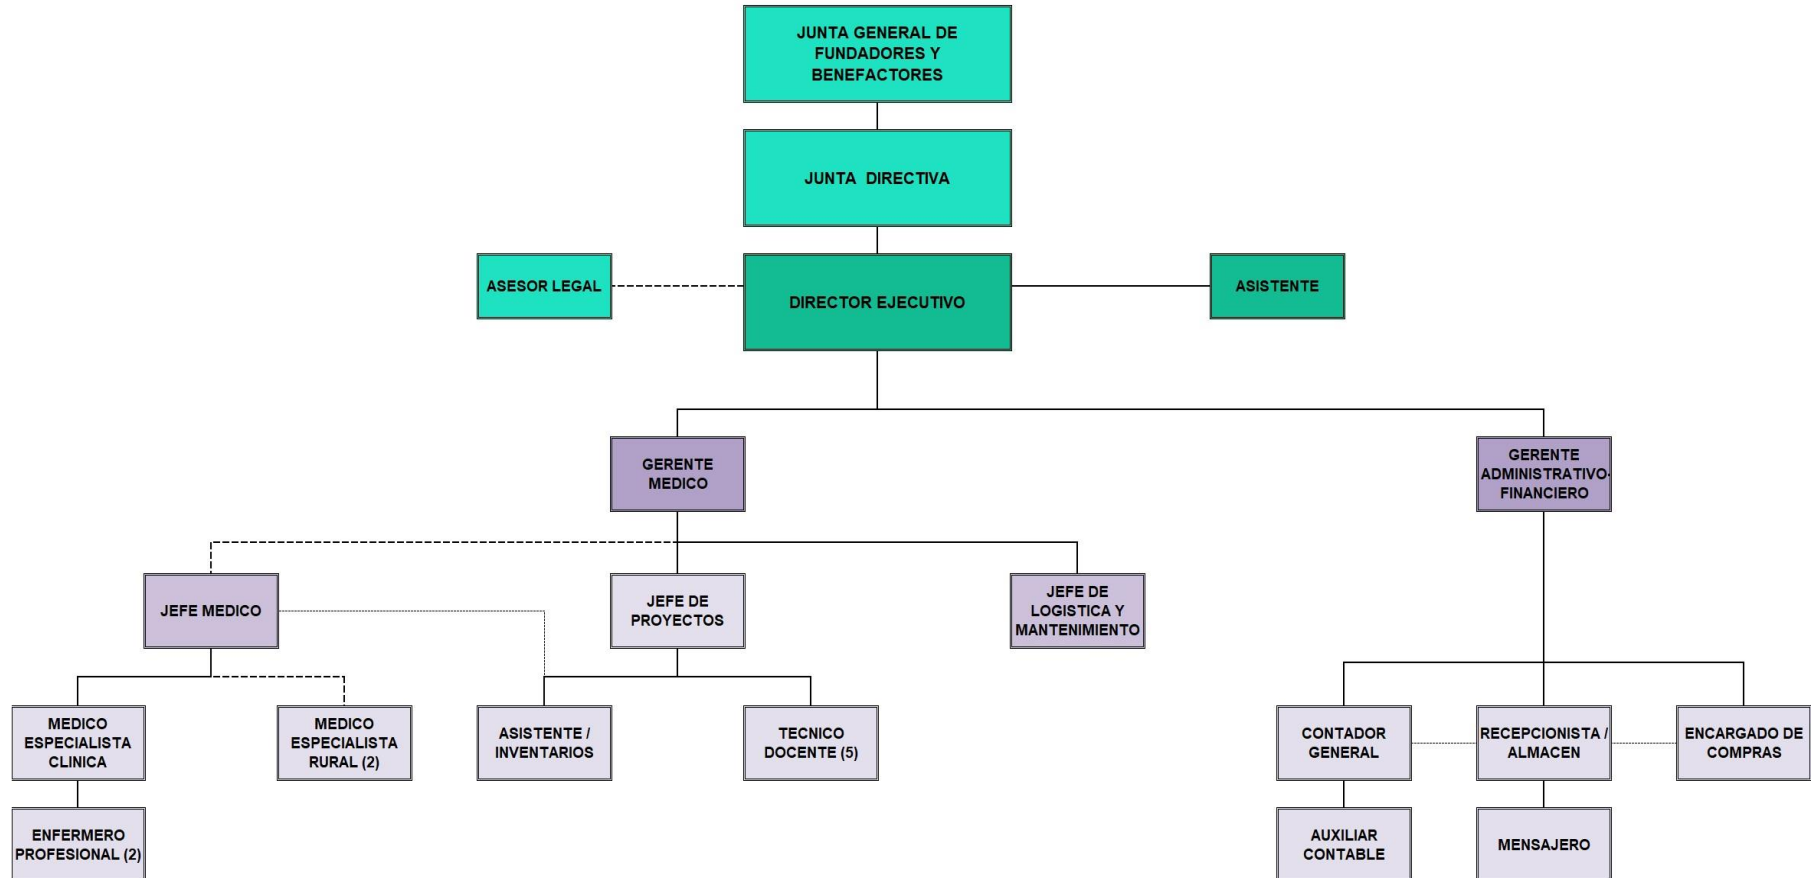 JUNTA GENERAL DE
FUNDADORES Y
BENEFACTORES
JUNTA DIRECTIVA
ASESOR LEGAL
DIRECTOR EJECUTIVO
ASISTENTE
GERENTE
MEDICO
GERENTE
ADMINISTRATIVO-
FINANCIERO
JEFE MEDICO
JEFE DE
PROYECTOS
JEFE DE
LOGISTICA Y
MANTENIMIENTO
MEDICO
ESPECIALISTA
CLINICA
MEDICO
ESPECIALISTA
RURAL (2)
ASISTENTE /
INVENTARIOS
TECNICO
DOCENTE (5)
CONTADOR
GENERAL
RECEPCIONISTA /
ALMACEN
ENCARGADO DE
COMPRAS
ENFERMERO
PROFESIONAL (2)
AUXILIAR
CONTABLE
MENSAJERO